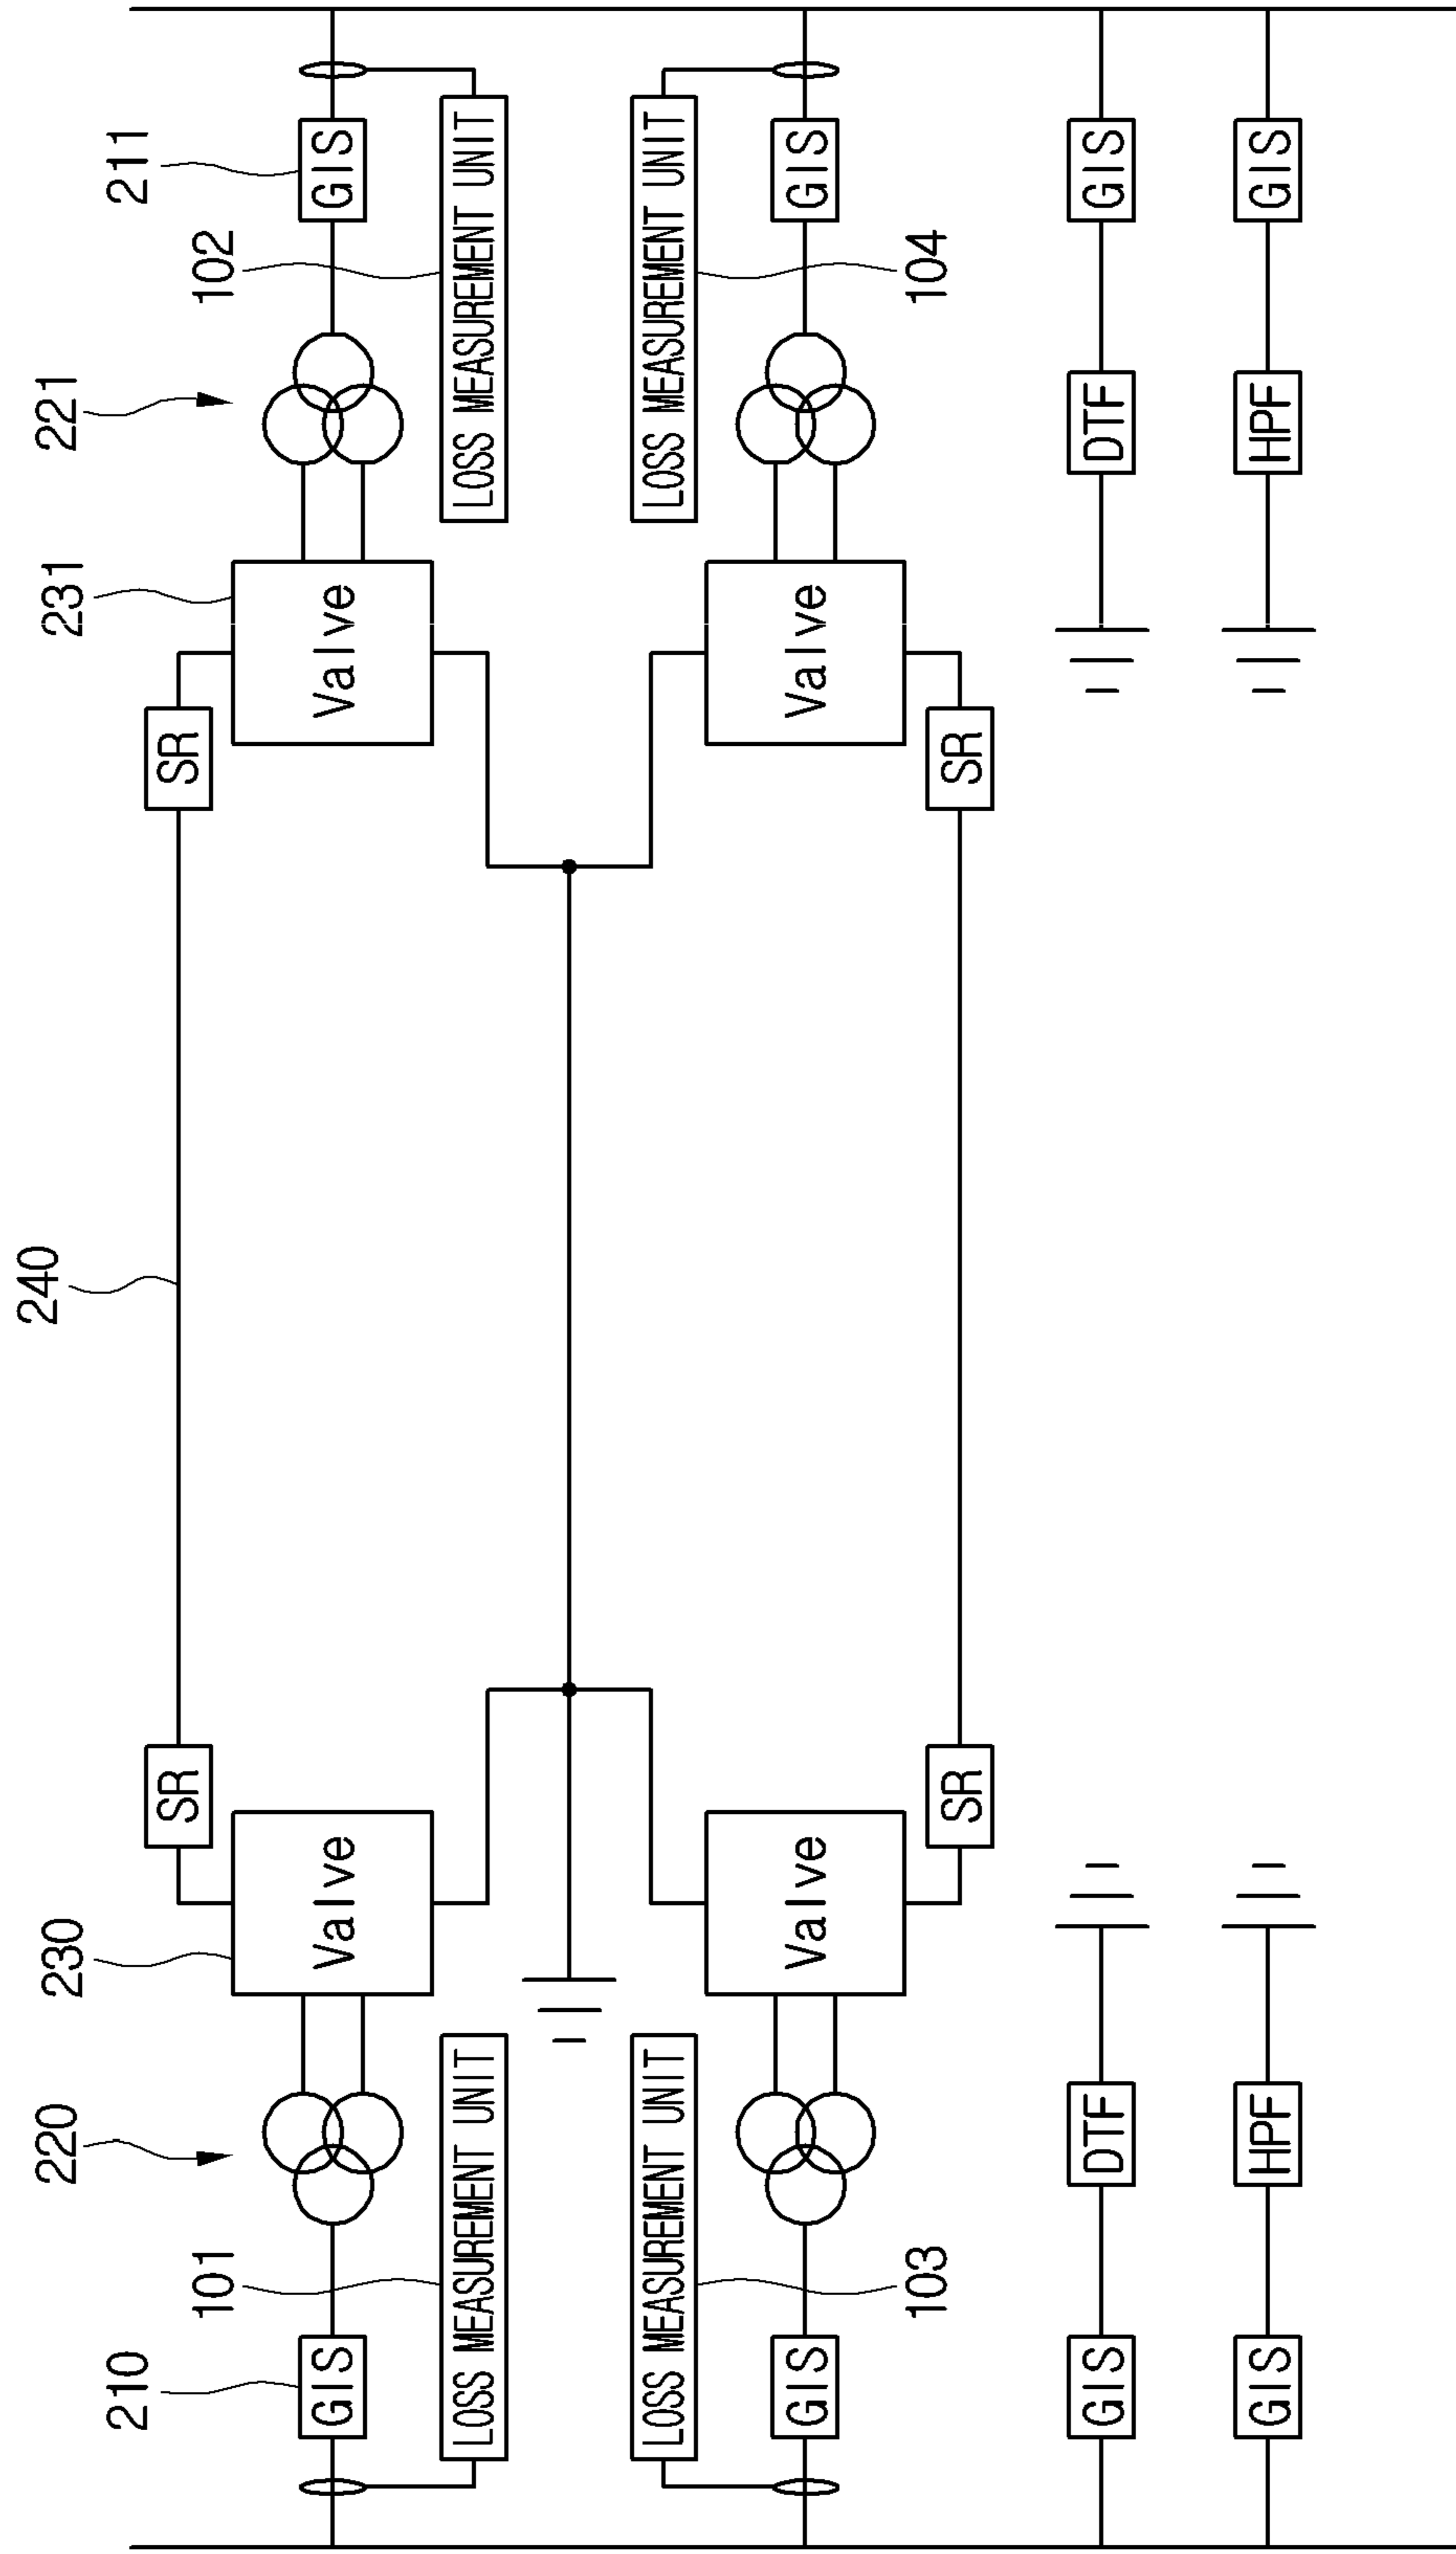 240
220
230
231
221
210
211
SR
SR
101
102
GIS
Valve
Valve
GIS
LOSS MEASUREMENT UNIT
LOSS MEASUREMENT UNIT
LOSS MEASUREMENT UNIT
LOSS MEASUREMENT UNIT
GIS
Valve
Valve
GIS
103
104
SR
SR
GIS
DTF
DTF
GIS
GIS
HPF
HPF
GIS